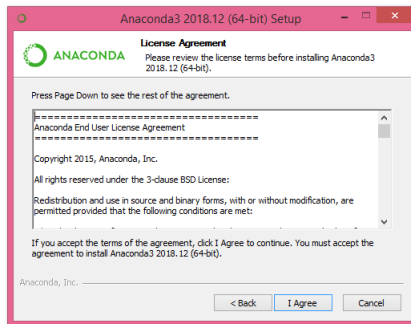 Anaconda3 2018.12 (64-bit) Setup
ANACONDA
License Agreement
Please review the license terms before installing Anaconda3
2018.12 (64-bit).
Press Page Down to see the rest of the agreement.
===================================
Anaconda End User License Agreement
===================================
Copyright 2015, Anaconda, Inc.
All rights reserved under the 3-clause BSD License:
Redistribution and use in source and binary forms, with or without modification, are
permitted provided that the following conditions are met:
If you accept the terms of the agreement, click I Agree to continue. You must accept the
agreement to install Anaconda3 2018.12 (64-bit).
Anaconda, Inc.
< Back I Agree Cancel